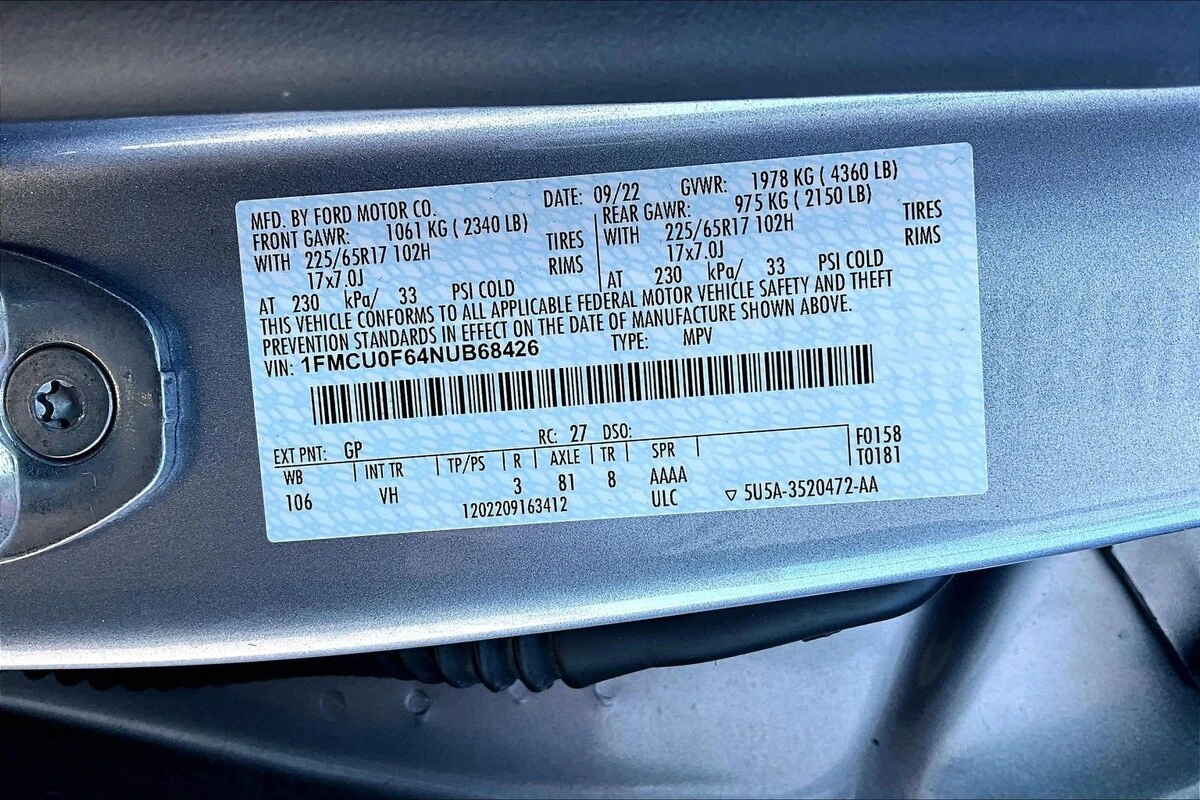 MFD. BY FORD MOTOR CO. DATE: 09/22 GVWR: 1978 KG ( 4360 LB)
FRONT GAWR: 1061 KG ( 2340 LB) REAR GAWR: 975 KG ( 2150 LB)
WITH 225/65R17 102H TIRES WITH 225/65R17 102H TIRES
17x7.0J RIMS 17x7.0J RIMS
AT 230 kPa/ 33 PSI COLD AT 230 kPa/ 33 PSI COLD
THIS VEHICLE CONFORMS TO ALL APPLICABLE FEDERAL MOTOR VEHICLE SAFETY AND THEFT
PREVENTION STANDARDS IN EFFECT ON THE DATE OF MANUFACTURE SHOWN ABOVE.
VIN: 1FMCU0F64NUB68426 TYPE: MPV
EXT PNT: GP RC: 27 DSO: F0158
WB INT TR TP/PS R AXLE TR SPR T0181
106 VH 3 81 8 AAAA
1202209163412 ULC ▽ 5U5A-3520472-AA